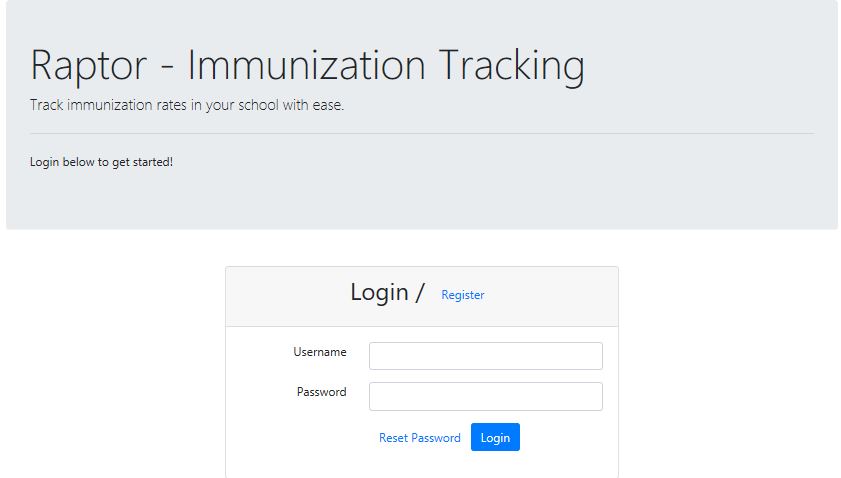 Raptor - Immunization Tracking
Track immunization rates in your school with ease.
Login below to get started!
Login / Register
Username
Password
Reset Password Login